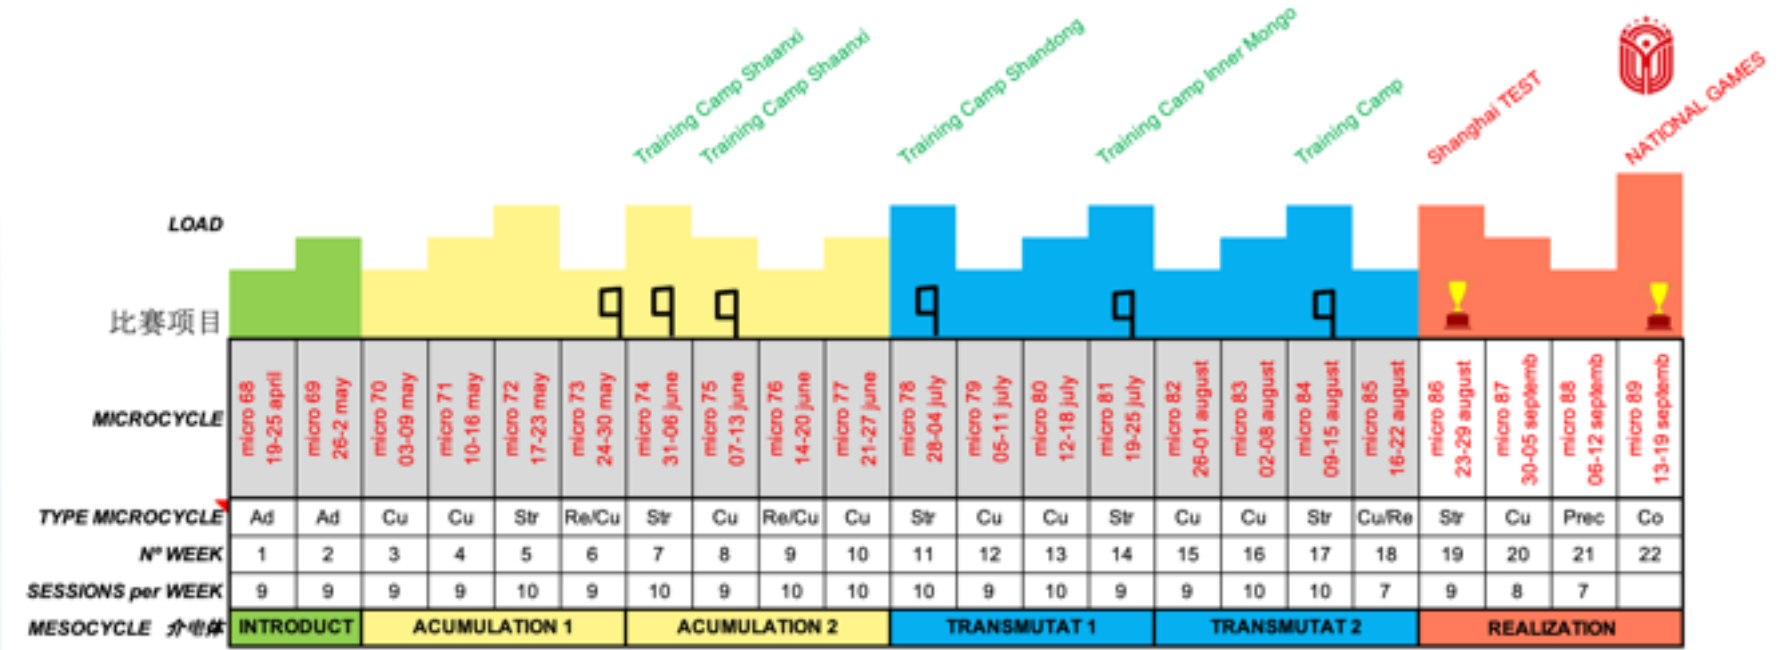 Training Camp Shaanxi
Training Camp Shaanxi
Training Camp Shandong
Training Camp Inner Mongo
Training Camp
Shanghai TEST
NATIONAL GAMES
LOAD
比赛项目
MICROCYCLE
micro 68 19-25 april
micro 69 26-2 may
micro 70 03-09 may
micro 71 10-16 may
micro 72 17-23 may
micro 73 24-30 may
micro 74 31-06 june
micro 75 07-13 june
micro 76 14-20 june
micro 77 21-27 june
micro 78 28-04 july
micro 79 05-11 july
micro 80 12-18 july
micro 81 19-25 july
micro 82 26-01 august
micro 83 02-08 august
micro 84 09-15 august
micro 85 16-22 august
micro 86 23-29 august
micro 87 30-05 septemb
micro 88 06-12 septemb
micro 89 13-19 septemb
TYPE MICROCYCLE Ad Ad Cu Cu Str Re/Cu Str Cu Re/Cu Cu Str Cu Cu Str Cu Cu Str Cu/Re Str Cu Prec Co
Nº WEEK 1 2 3 4 5 6 7 8 9 10 11 12 13 14 15 16 17 18 19 20 21 22
SESSIONS per WEEK 9 9 9 9 10 9 10 9 10 10 10 9 10 9 9 10 10 7 9 8 7
MESOCYCLE 介电体 INTRODUCT ACUMULATION 1 ACUMULATION 2 TRANSMUTAT 1 TRANSMUTAT 2 REALIZATION